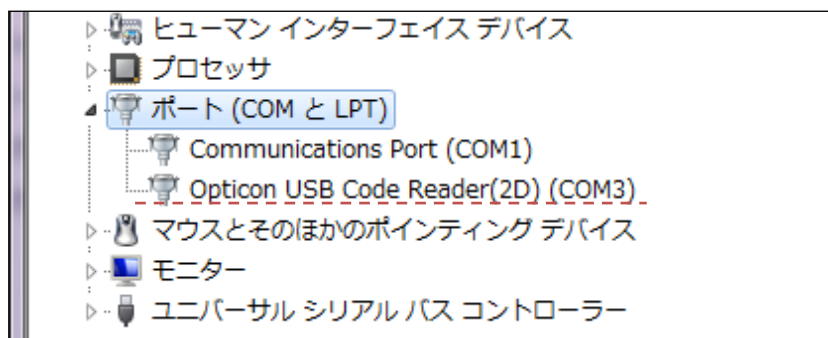 ヒューマン インターフェイス デバイス
プロセッサ
ポート (COM と LPT)
Communications Port (COM1)
Opticon USB Code Reader(2D) (COM3)
マウスとそのほかのポインティング デバイス
モニター
ユニバーサル シリアル バス コントローラー